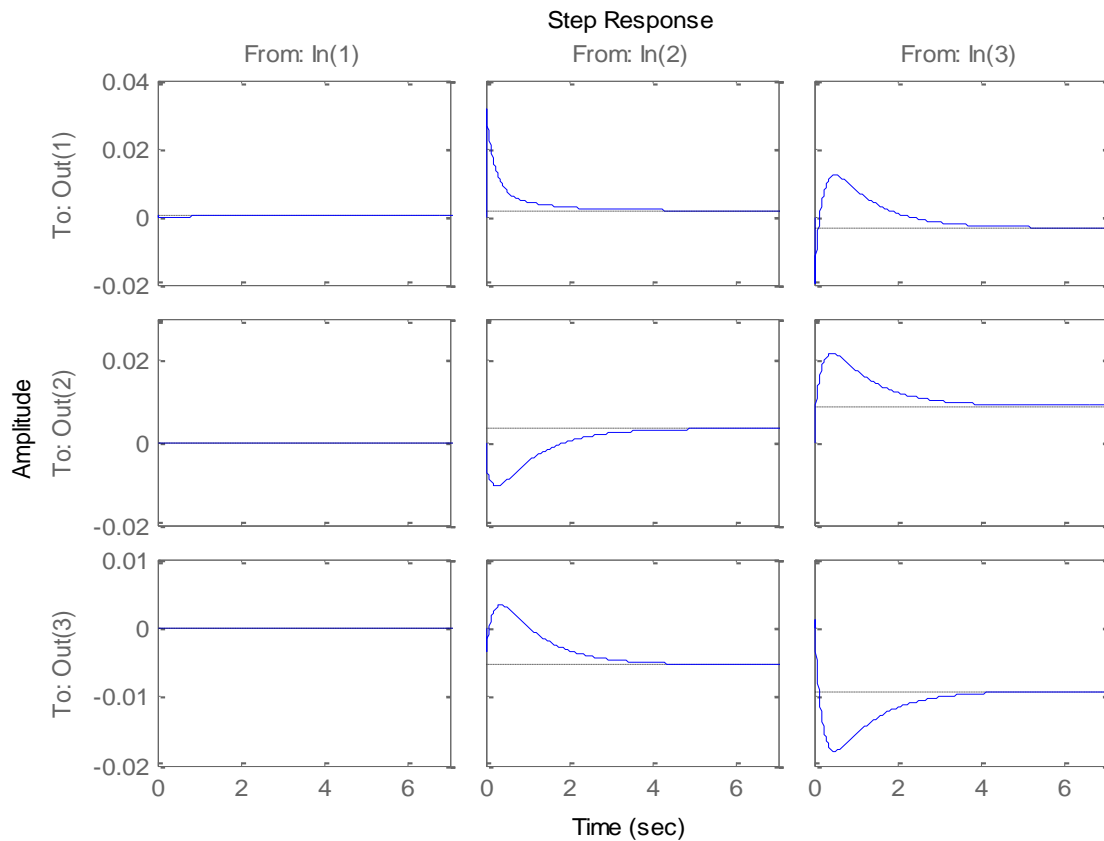 Step Response
From: In(1)
From: In(2)
From: In(3)
To: Out(1)
0.04
0.02
0
-0.02
Amplitude
To: Out(2)
0.02
0
-0.02
To: Out(3)
0.01
0
-0.01
-0.02
0 2 4 6
0 2 4 6
0 2 4 6
Time (sec)